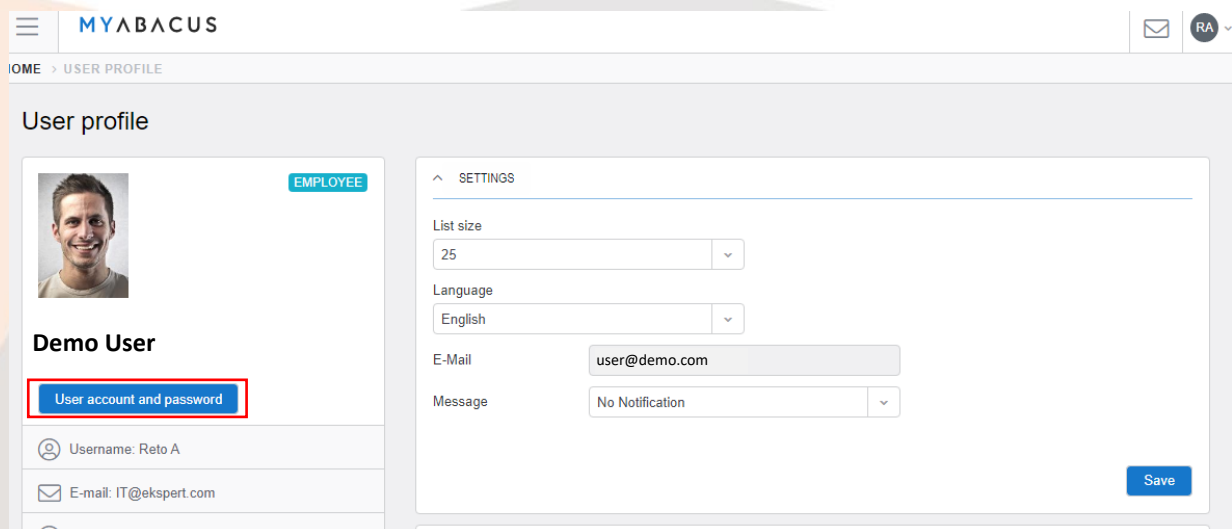 MYABACUS
RA
HOME > USER PROFILE
User profile
EMPLOYEE
Demo User
User account and password
Username: Reto A
E-mail: IT@ekspert.com
SETTINGS
List size
25
Language
English
E-Mail
user@demo.com
Message
No Notification
Save